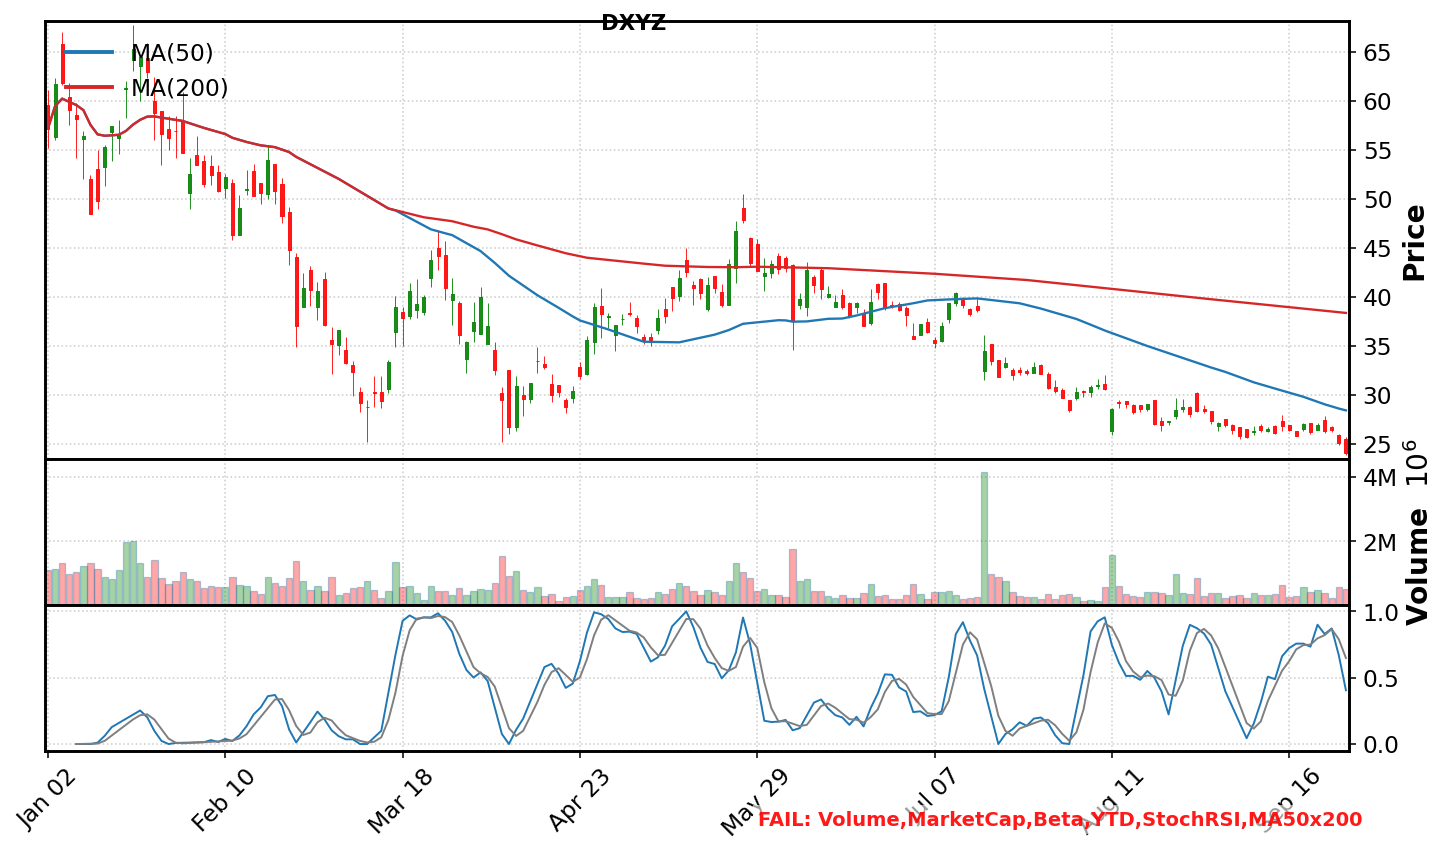 DXYZ
MA(50)
MA(200)
65
60
55
50
45
40
35
30
25
Price
4M
2M
Volume 10^6
1.0
0.5
0.0
Jan 02
Feb 10
Mar 18
Apr 23
May 29
Jul 07
Aug 11
Sep 16
FAIL: Volume,MarketCap,Beta,YTD,StochRSI,MA50x200